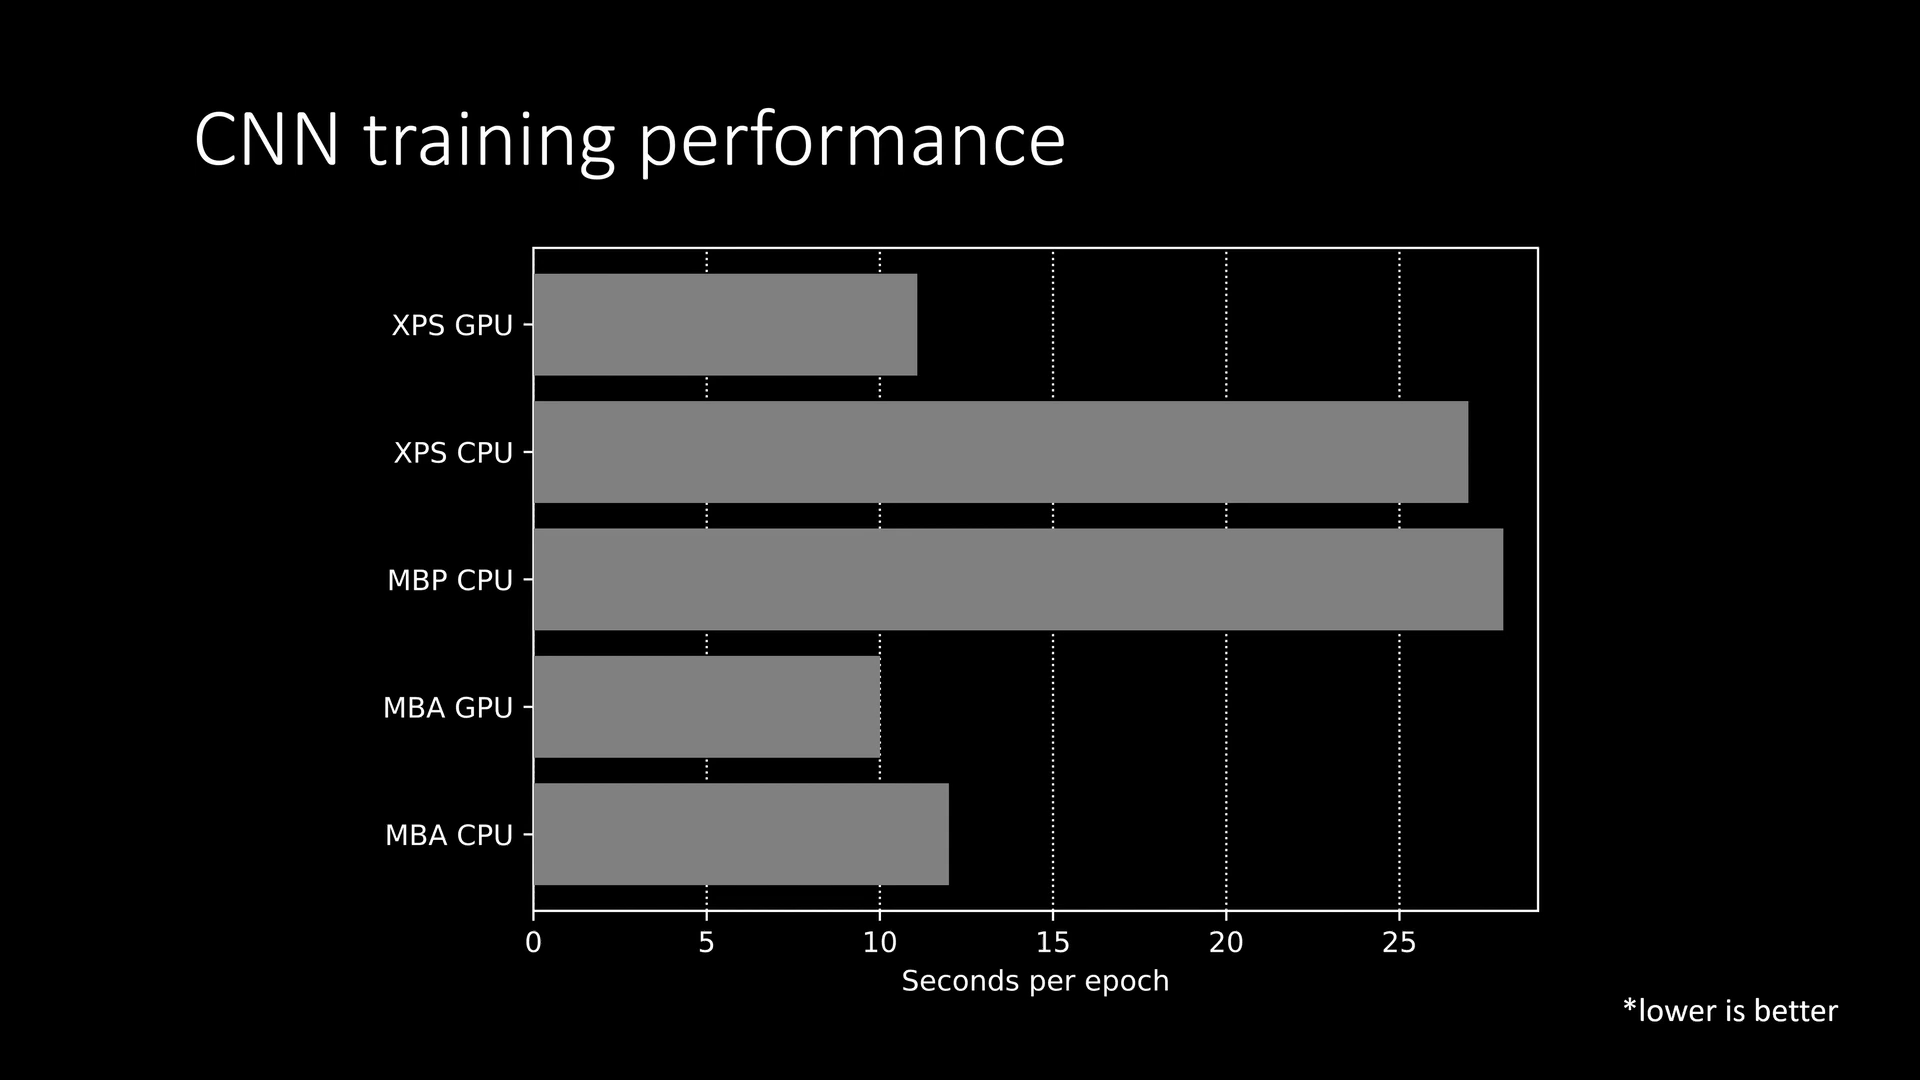 CNN training performance
XPS GPU
XPS CPU
MBP CPU
MBA GPU
MBA CPU
0 5 10 15 20 25
Seconds per epoch
*lower is better